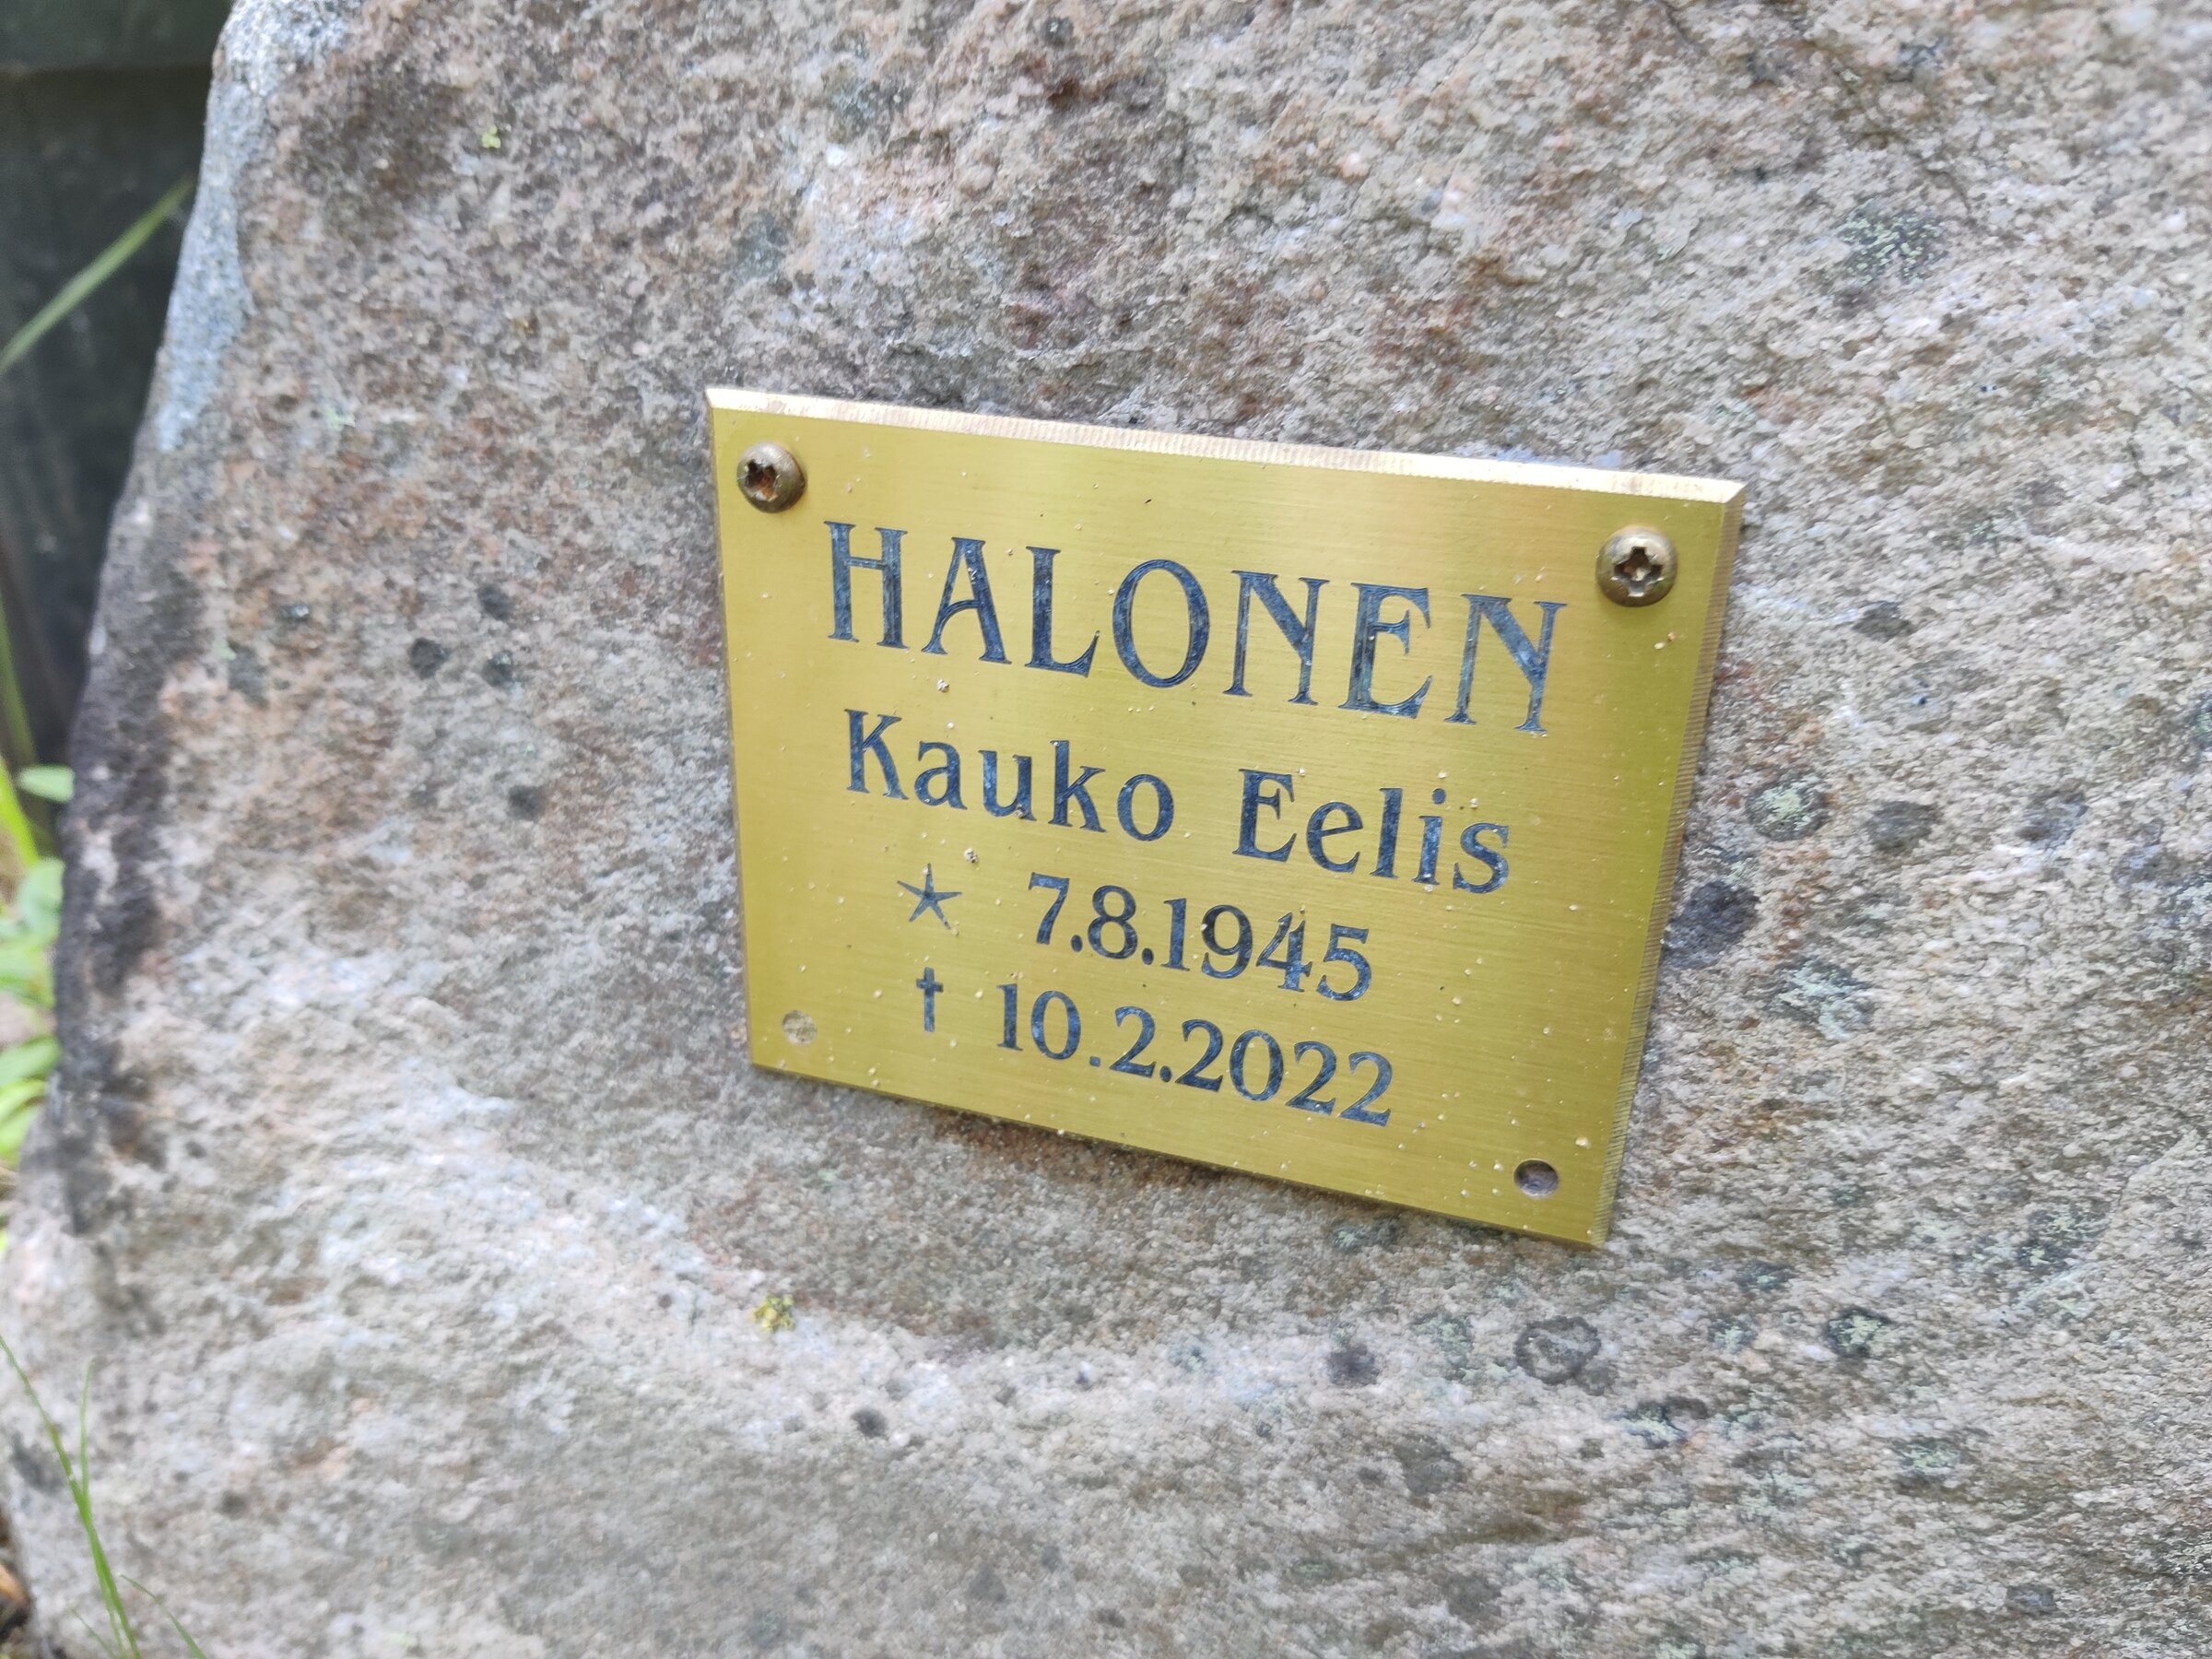 HALONEN
Kauko Eelis
* 7.8.1945
† 10.2.2022